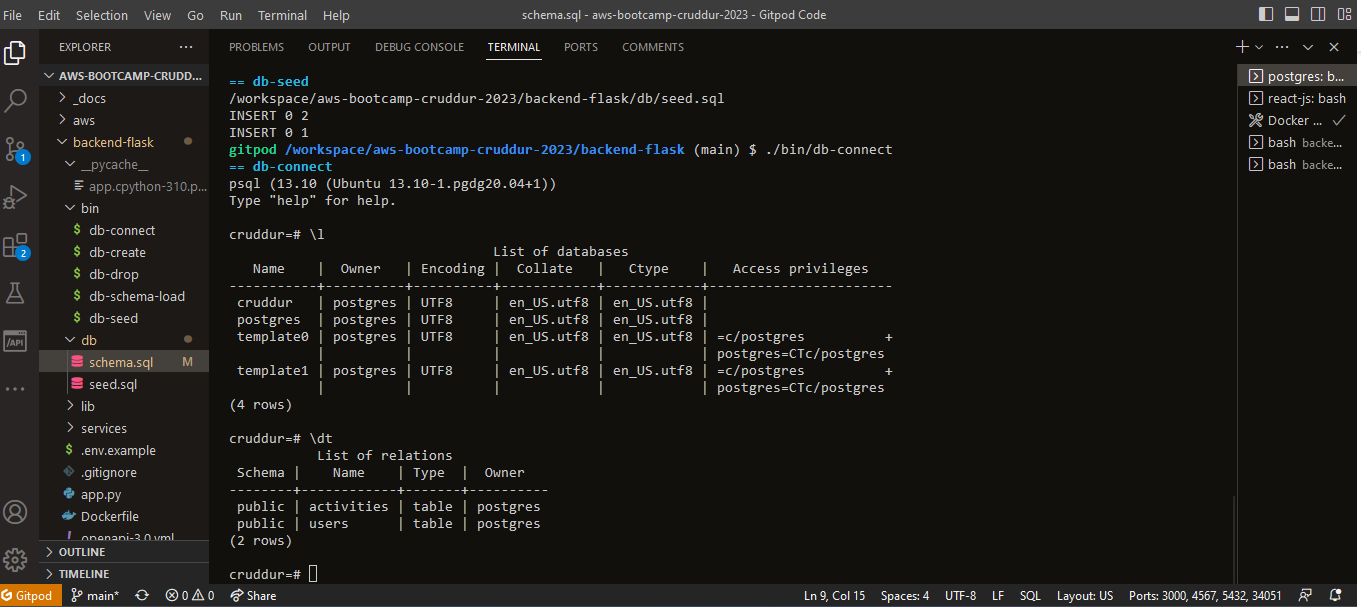 File Edit Selection View Go Run Terminal Help schema.sql - aws-bootcamp-cruddur-2023 - Gitpod Code
EXPLORER
AWS-BOOTCAMP-CRUDD...
_docs
aws
backend-flask
__pycache__
app.cpython-310.p...
bin
$ db-connect
$ db-create
$ db-drop
$ db-schema-load
$ db-seed
db
schema.sql M
seed.sql
lib
services
$ .env.example
.gitignore
app.py
Dockerfile
! openapi-3.0.yml
OUTLINE
TIMELINE
1
2
/API
PROBLEMS OUTPUT DEBUG CONSOLE TERMINAL PORTS COMMENTS
== db-seed
/workspace/aws-bootcamp-cruddur-2023/backend-flask/db/seed.sql
INSERT 0 2
INSERT 0 1
gitpod /workspace/aws-bootcamp-cruddur-2023/backend-flask (main) $ ./bin/db-connect
== db-connect
psql (13.10 (Ubuntu 13.10-1.pgdg20.04+1))
Type "help" for help.
cruddur=# \l
List of databases
Name | Owner | Encoding | Collate | Ctype | Access privileges
-----------+----------+----------+------------+------------+-----------------------
cruddur | postgres | UTF8 | en_US.utf8 | en_US.utf8 |
postgres | postgres | UTF8 | en_US.utf8 | en_US.utf8 |
template0 | postgres | UTF8 | en_US.utf8 | en_US.utf8 | =c/postgres +
| | | | | postgres=CTc/postgres
template1 | postgres | UTF8 | en_US.utf8 | en_US.utf8 | =c/postgres +
| | | | | postgres=CTc/postgres
(4 rows)
cruddur=# \dt
List of relations
Schema | Name | Type | Owner
--------+------------+-------+----------
public | activities | table | postgres
public | users | table | postgres
(2 rows)
cruddur=#
postgres: b...
react-js: bash
Docker ...
bash backe...
bash backe...
Gitpod main* 0 0 Share Ln 9, Col 15 Spaces: 4 UTF-8 LF SQL Layout: US Ports: 3000, 4567, 5432, 34051